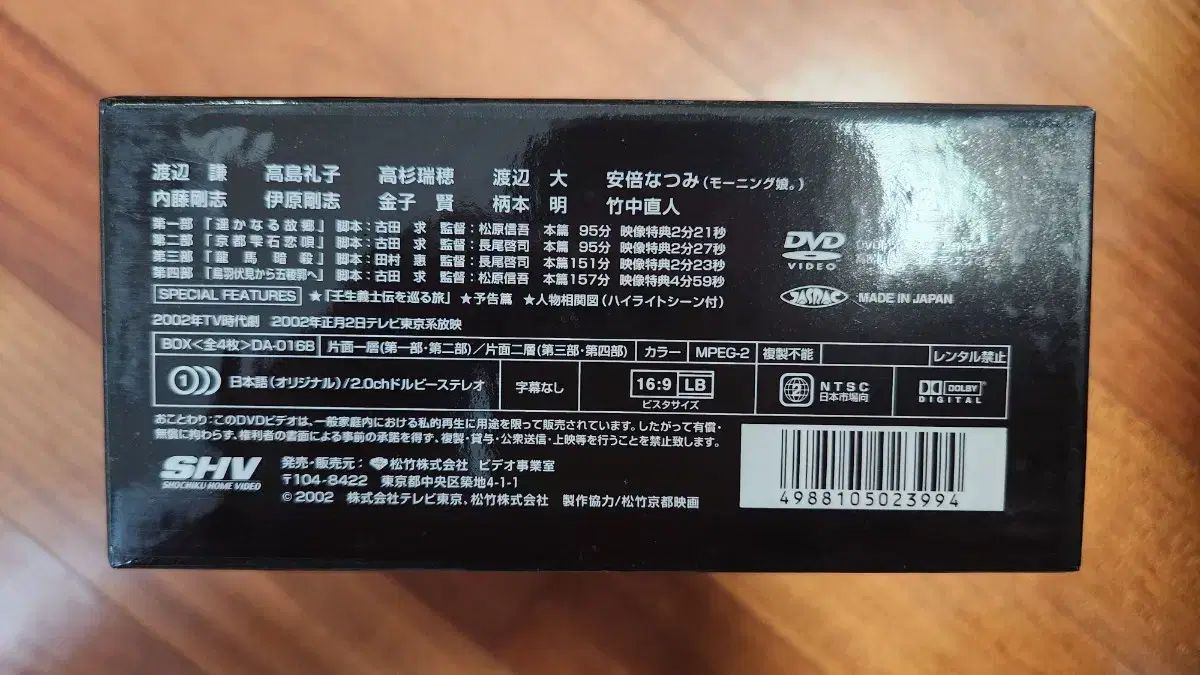 渡辺 謙 高島礼子 高杉瑞穂 渡辺 大 安倍なつみ(モーニング娘。)
内藤剛志 伊原剛志 金子 賢 柄本 明 竹中直人
第一部 「遥かなる故郷」 脚本:古田 求 監督:松原信吾 本篇 95分 映像特典2分21秒
第二部 「京都雫石恋唄」 脚本:古田 求 監督:長尾啓司 本篇 95分 映像特典2分27秒
第三部 「龍馬暗殺」 脚本:田村 恵 監督:長尾啓司 本篇151分 映像特典2分23秒
第四部 「鳥羽伏見から五稜郭へ」 脚本:古田 求 監督:松原信吾 本篇157分 映像特典4分59秒
SPECIAL FEATURES ★「壬生義士伝を巡る旅」 ★予告篇 ★人物相関図(ハイライトシーン付)
2002年TV時代劇 2002年正月2日テレビ東京系放映
DVD
VIDEO
JASRAC MADE IN JAPAN
BOX<全4枚>DA-0168 片面一層(第一部・第二部)/片面二層(第三部・第四部) カラー MPEG-2 複製不能 レンタル禁止
1 日本語(オリジナル)/2.0chドルビーステレオ 字幕なし 16:9 LB ビスタサイズ 2 NTSC 日本市場向 DOLBY DIGITAL
おことわり:このDVDビデオは、一般家庭内における私的再生に用途を限って販売されています。したがって有償・
無償に拘わらず、権利者の書面による事前の承諾を得ず、複製・貸与・公衆送信・上映等を行うことを禁止します。
SHV 発売・販売元: 松竹株式会社 ビデオ事業室
SHOCHIKU HOME VIDEO 〒104-8422 東京都中央区築地4-1-1
© 2002 株式会社テレビ東京、松竹株式会社 製作協力/松竹京都映画
4988105023994